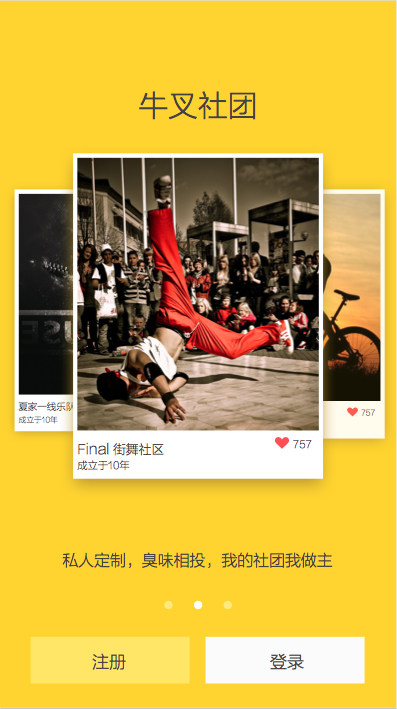 牛叉社团
夏家一线乐队
成立于10年
757
Final 街舞社区
757
成立于10年
私人定制，臭味相投，我的社团我做主
注册
登录